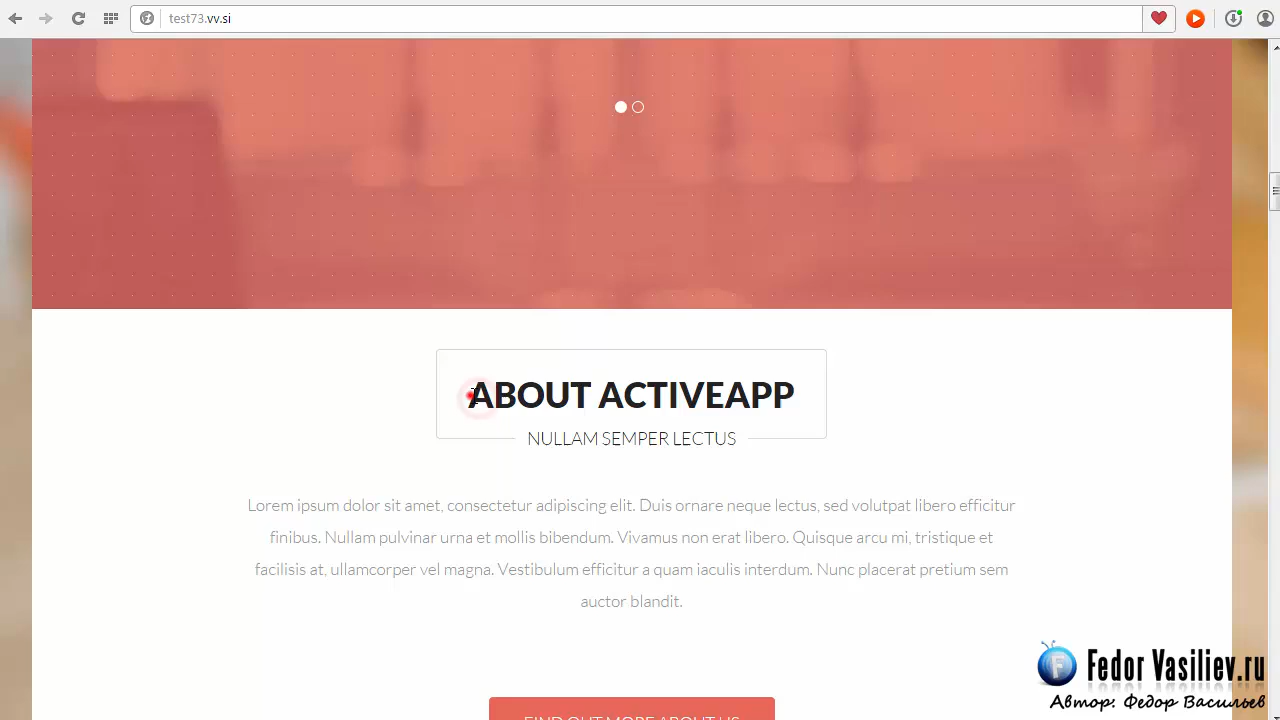 test73.vv.si
ABOUT ACTIVEAPP
NULLAM SEMPER LECTUS
Lorem ipsum dolor sit amet, consectetur adipiscing elit. Duis ornare neque lectus, sed volutpat libero efficitur
finibus. Nullam pulvinar urna et mollis bibendum. Vivamus non erat libero. Quisque arcu mi, tristique et
facilisis at, ullamcorper vel magna. Vestibulum efficitur a quam iaculis interdum. Nunc placerat pretium sem
auctor blandit.
FIND OUT MORE ABOUT US
F Fedor Vasiliev.ru
Автор: Федор Васильев